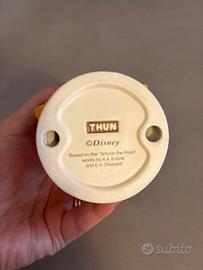 THUN
©Disney
Based on the "Winnie the Pooh"
works by A.A. Milne
and E.H. Shepard
subito